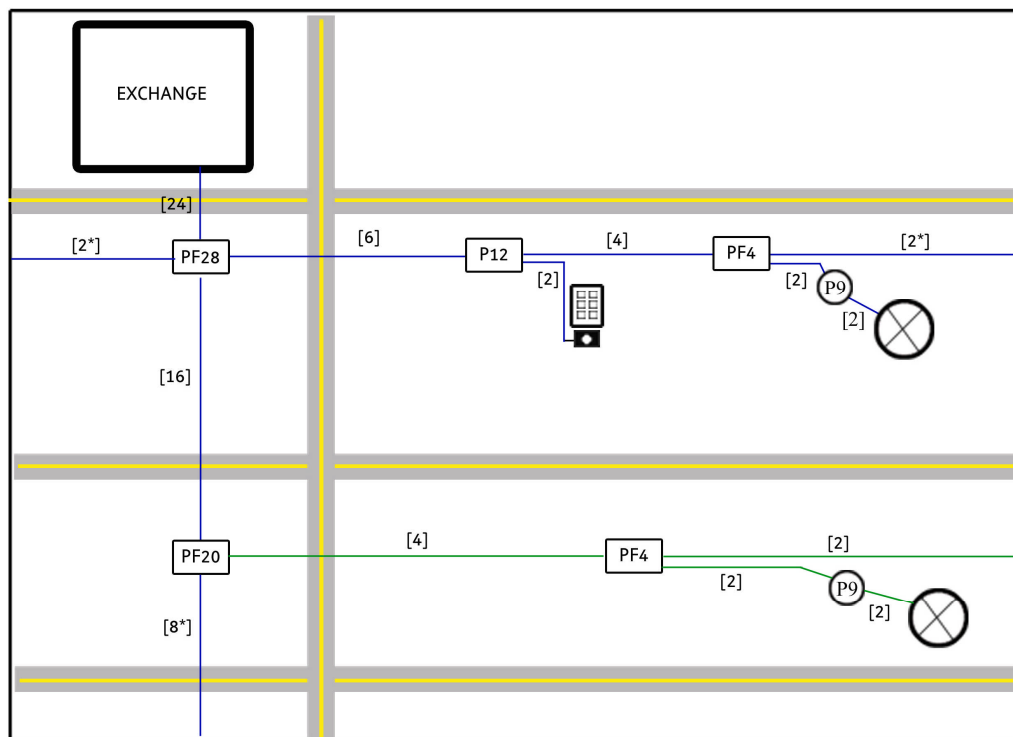 EXCHANGE
[24]
[2*]
PF28
[6]
P12
[4]
PF4
[2*]
[2]
[2]
P9
[2]
[16]
PF20
[4]
PF4
[2]
[2]
P9
[2]
[8*]